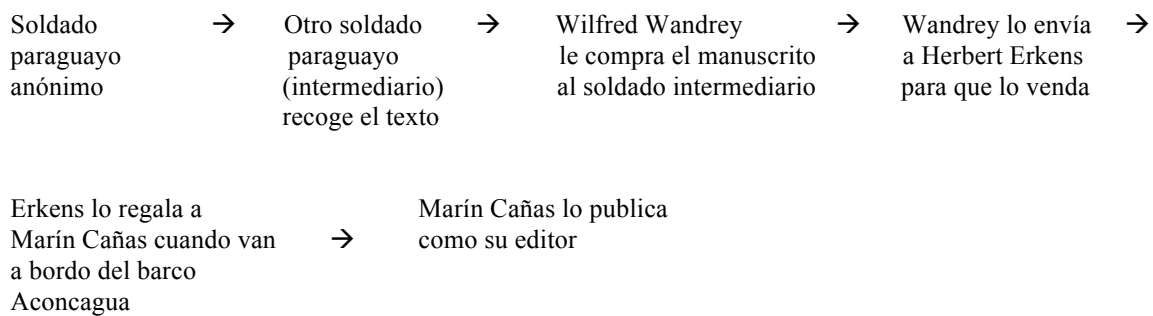 Soldado → Otro soldado → Wilfred Wandrey → Wandrey lo envía →
paraguayo paraguayo le compra el manuscrito a Herbert Erkens
anónimo (intermediario) al soldado intermediario para que lo venda
recoge el texto
Erkens lo regala a Marín Cañas lo publica
Marín Cañas cuando van → como su editor
a bordo del barco
Aconcagua